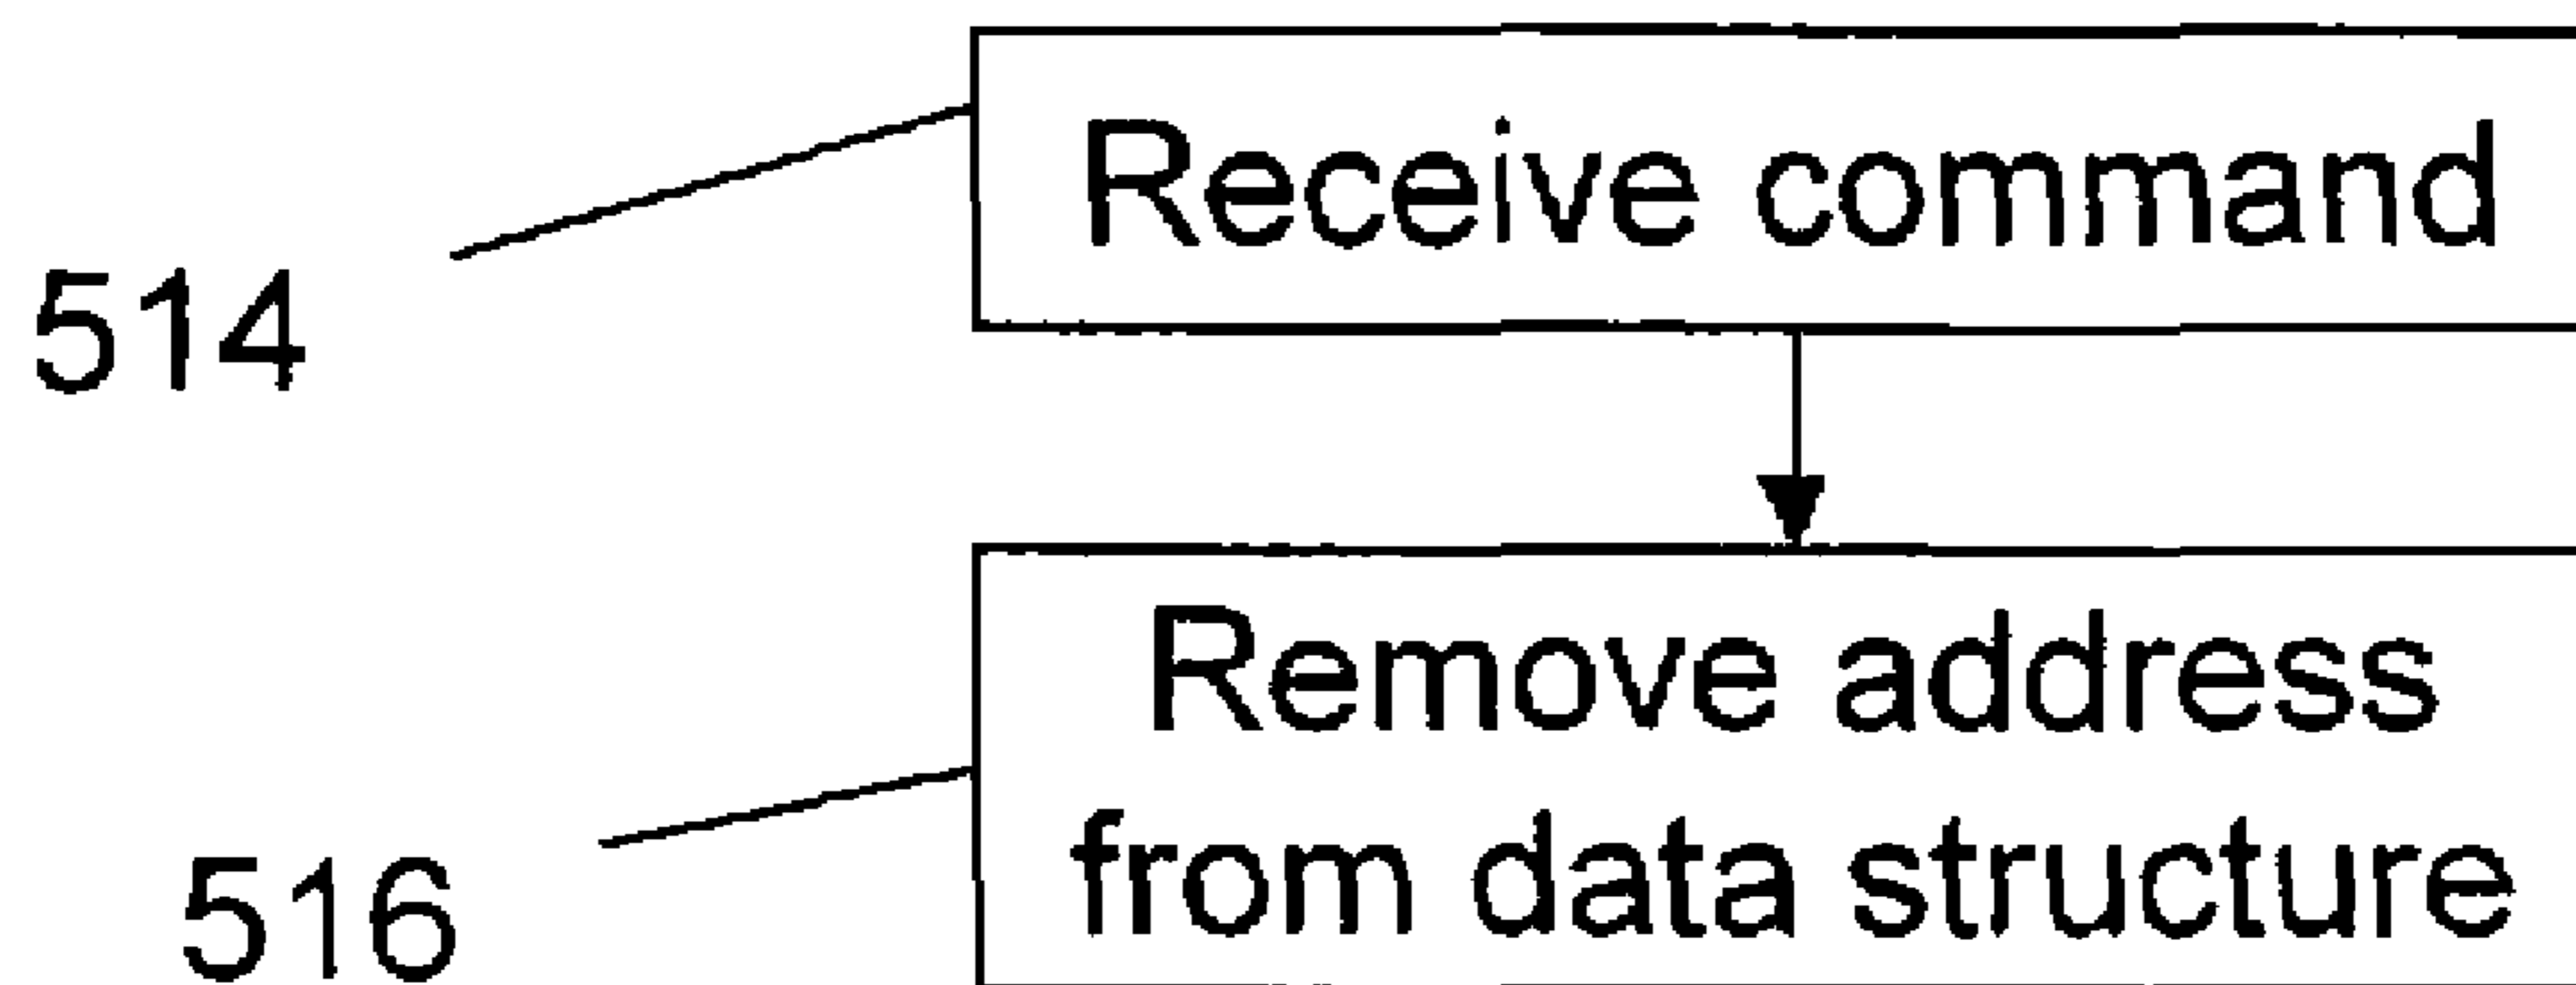 Receive command
514
Remove address
from data structure
516